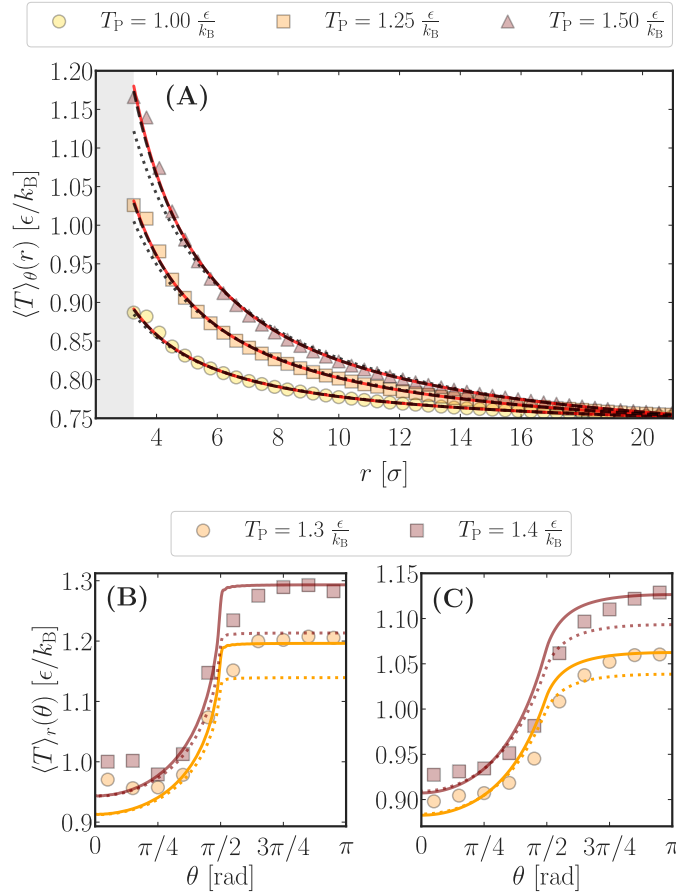 T_P = 1.00 ϵ/k_B T_P = 1.25 ϵ/k_B T_P = 1.50 ϵ/k_B
(A)
1.20
1.15
1.10
1.05
1.00
0.95
0.90
0.85
0.80
0.75
⟨T⟩_θ(r) [ϵ/k_B]
4 6 8 10 12 14 16 18 20
r [σ]
T_P = 1.3 ϵ/k_B T_P = 1.4 ϵ/k_B
(B)
1.3
1.2
1.1
1.0
0.9
⟨T⟩_r(θ) [ϵ/k_B]
0 π/4 π/2 3π/4 π
θ [rad]
(C)
1.15
1.10
1.05
1.00
0.95
0.90
0 π/4 π/2 3π/4 π
θ [rad]